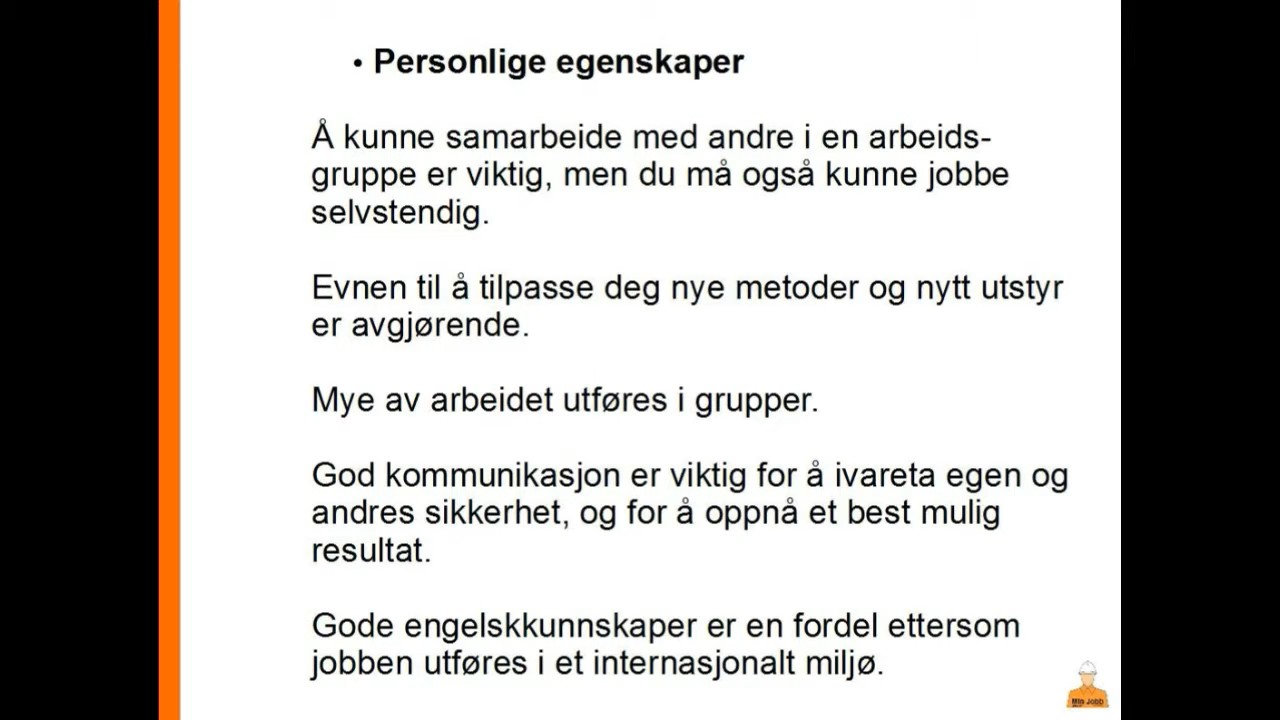 • Personlige egenskaper
Å kunne samarbeide med andre i en arbeids-
gruppe er viktig, men du må også kunne jobbe
selvstendig.
Evnen til å tilpasse deg nye metoder og nytt utstyr
er avgjørende.
Mye av arbeidet utføres i grupper.
God kommunikasjon er viktig for å ivareta egen og
andres sikkerhet, og for å oppnå et best mulig
resultat.
Gode engelskkunnskaper er en fordel ettersom
jobben utføres i et internasjonalt miljø.
Min Jobb